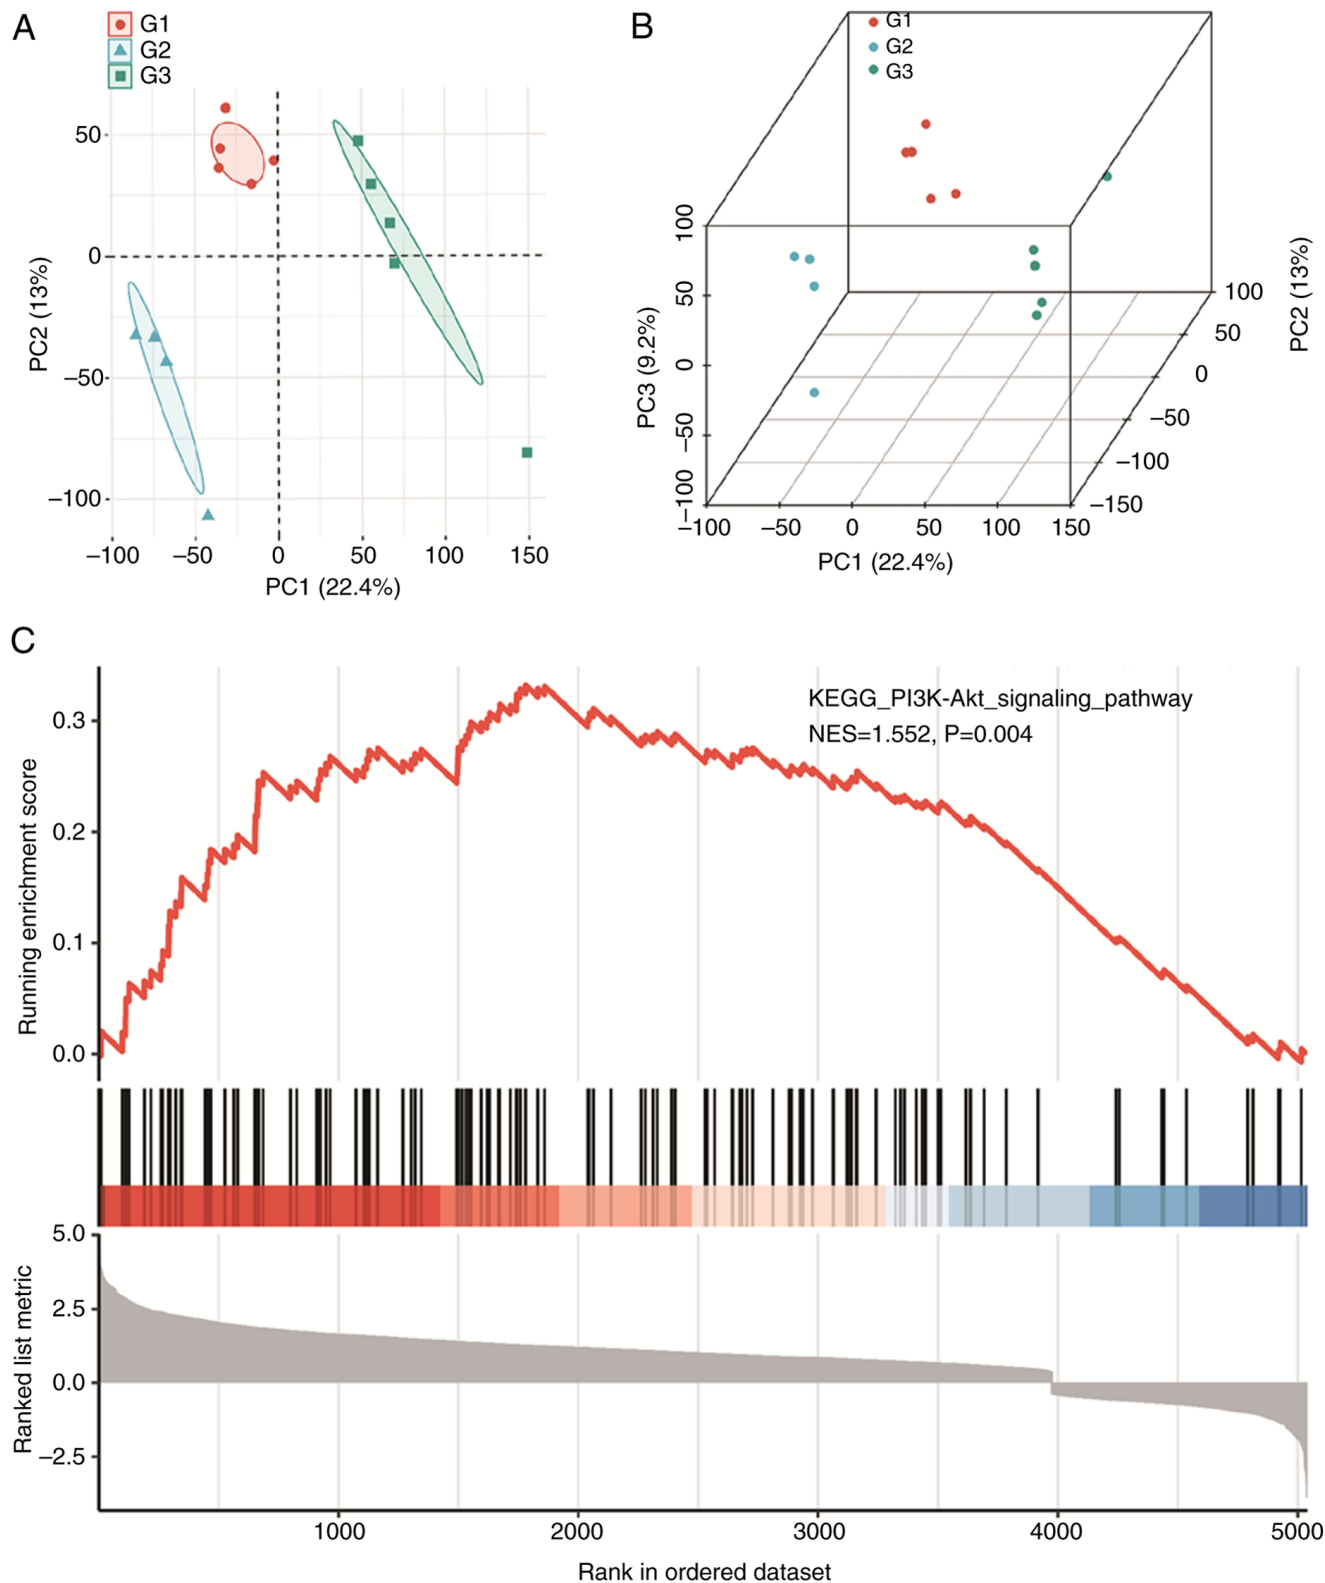 A
G1
G2
G3
50
0
−50
−100
PC2 (13%)
−100 −50 0 50 100 150
PC1 (22.4%)
B
G1
G2
G3
100
50
0
−50
−100
PC3 (9.2%)
100
50
0
−50
−100
−150
PC2 (13%)
−100 −50 0 50 100 150
PC1 (22.4%)
C
KEGG_PI3K-Akt_signaling_pathway
NES=1.552, P=0.004
0.3
0.2
0.1
0.0
Running enrichment score
5.0
2.5
0.0
−2.5
Ranked list metric
1000 2000 3000 4000 5000
Rank in ordered dataset